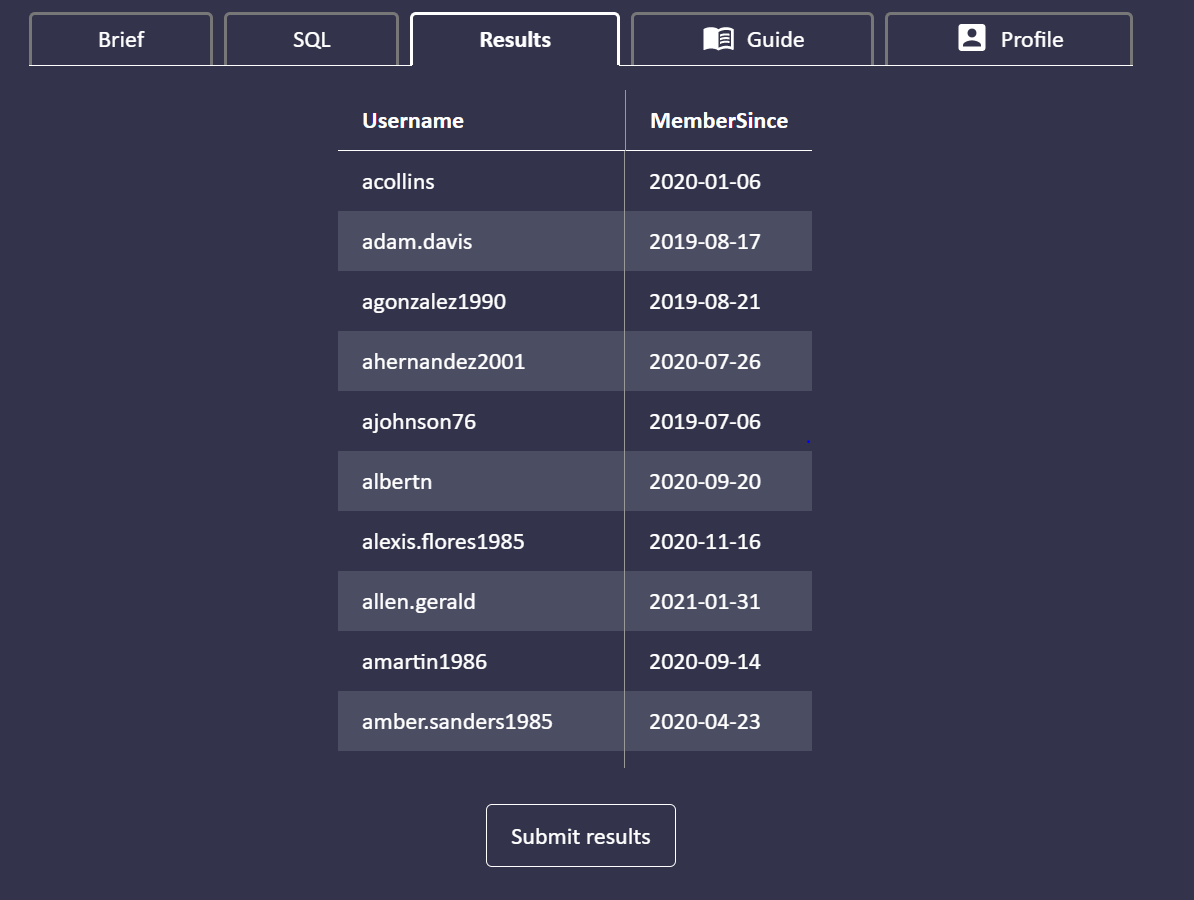 Brief SQL Results Guide Profile
Username MemberSince
acollins 2020-01-06
adam.davis 2019-08-17
agonzalez1990 2019-08-21
ahernandez2001 2020-07-26
ajohnson76 2019-07-06
albertn 2020-09-20
alexis.flores1985 2020-11-16
allen.gerald 2021-01-31
amartin1986 2020-09-14
amber.sanders1985 2020-04-23
Submit results